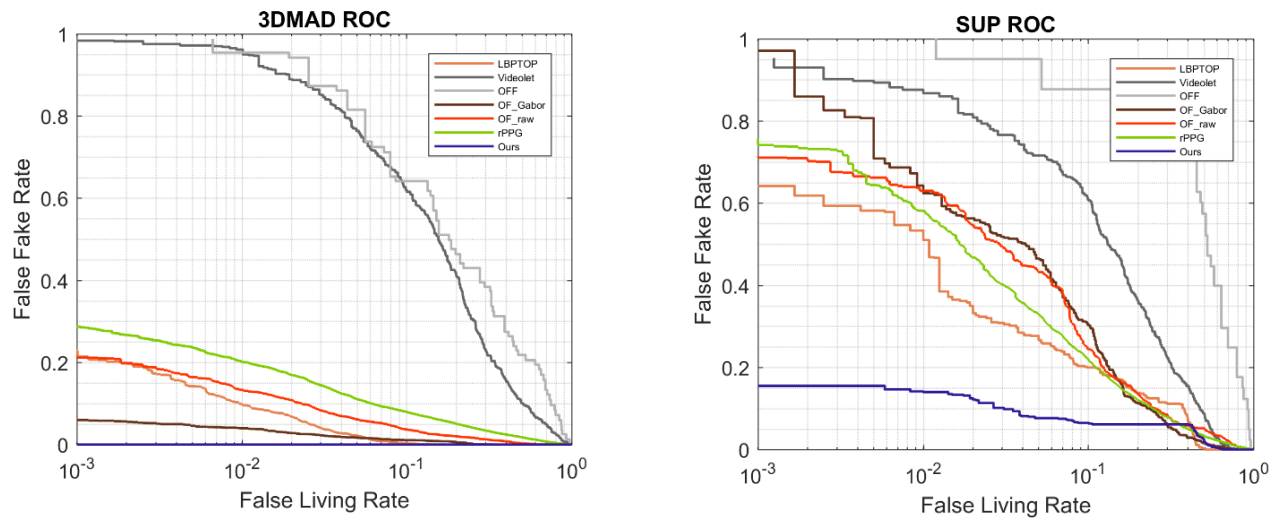 3DMAD ROC
1
0.8
0.6
0.4
0.2
0
False Fake Rate
LBPTOP
Videolet
OFF
OF_Gabor
OF_raw
rPPG
Ours
10^-3
10^-2
10^-1
10^0
False Living Rate
SUP ROC
1
0.8
0.6
0.4
0.2
0
False Fake Rate
LBPTOP
Videolet
OFF
OF_Gabor
OF_raw
rPPG
Ours
10^-3
10^-2
10^-1
10^0
False Living Rate